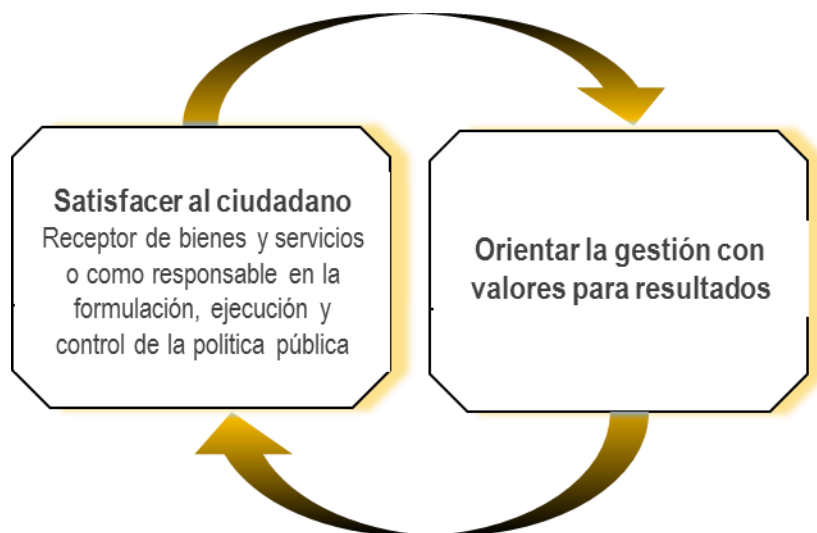 Satisfacer al ciudadano
Receptor de bienes y servicios
o como responsable en la
formulación, ejecución y
control de la política pública
Orientar la gestión con
valores para resultados